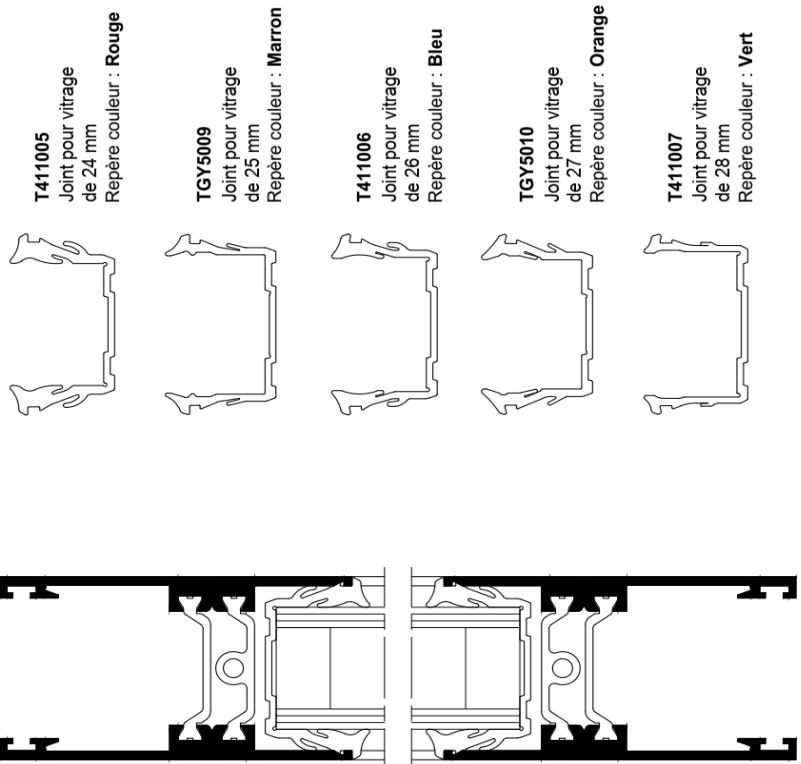 T411005
Joint pour vitrage
de 24 mm
Repère couleur : Rouge
TGY5009
Joint pour vitrage
de 25 mm
Repère couleur : Marron
T411006
Joint pour vitrage
de 26 mm
Repère couleur : Bleu
TGY5010
Joint pour vitrage
de 27 mm
Repère couleur : Orange
T411007
Joint pour vitrage
de 28 mm
Repère couleur : Vert